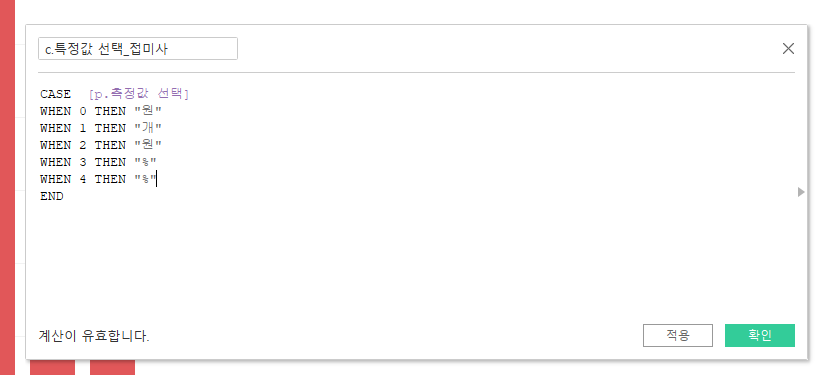 c.특정값 선택_접미사
CASE [p.측정값 선택]
WHEN 0 THEN "원"
WHEN 1 THEN "개"
WHEN 2 THEN "원"
WHEN 3 THEN "%"
WHEN 4 THEN "%"
END
계산이 유효합니다.
적용
확인